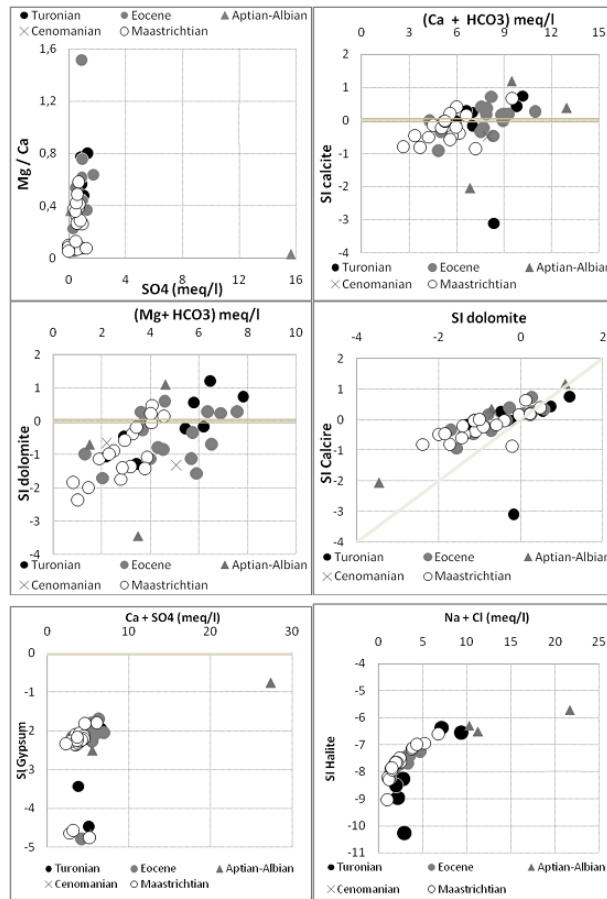 Turonian Eocene Aptian-Albian
Cenomanian Maastrichtian
1,6
1,2
0,8
0,4
0
Mg / Ca
0 4 8 12 16
SO4 (meq/l)
(Ca + HCO3) meq/l
0 3 6 9 12 15
2
1
0
-1
-2
-3
-4
SI calcite
Turonian Eocene Aptian-Albian
Cenomanian Maastrichtian
(Mg+ HCO3) meq/l
0 2 4 6 8 10
2
1
0
-1
-2
-3
-4
SI dolomite
Turonian Eocene Aptian-Albian
Cenomanian Maastrichtian
SI dolomite
-4 -2 0 2
2
1
0
-1
-2
-3
-4
SI Calcire
Turonian Eocene Aptian-Albian
Cenomanian Maastrichtian
Ca + SO4 (meq/l)
0 10 20 30
0
-1
-2
-3
-4
-5
SI Gypsum
Turonian Eocene Aptian-Albian
Cenomanian Maastrichtian
Na + Cl (meq/l)
0 5 10 15 20 25
-4
-5
-6
-7
-8
-9
-10
-11
SI Halite
Turonian Eocene Aptian-Albian
Cenomanian Maastrichtian